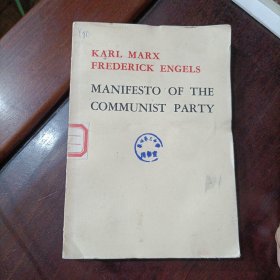 KARL MARX
FREDERICK ENGELS
MANIFESTO OF THE
COMMUNIST PARTY